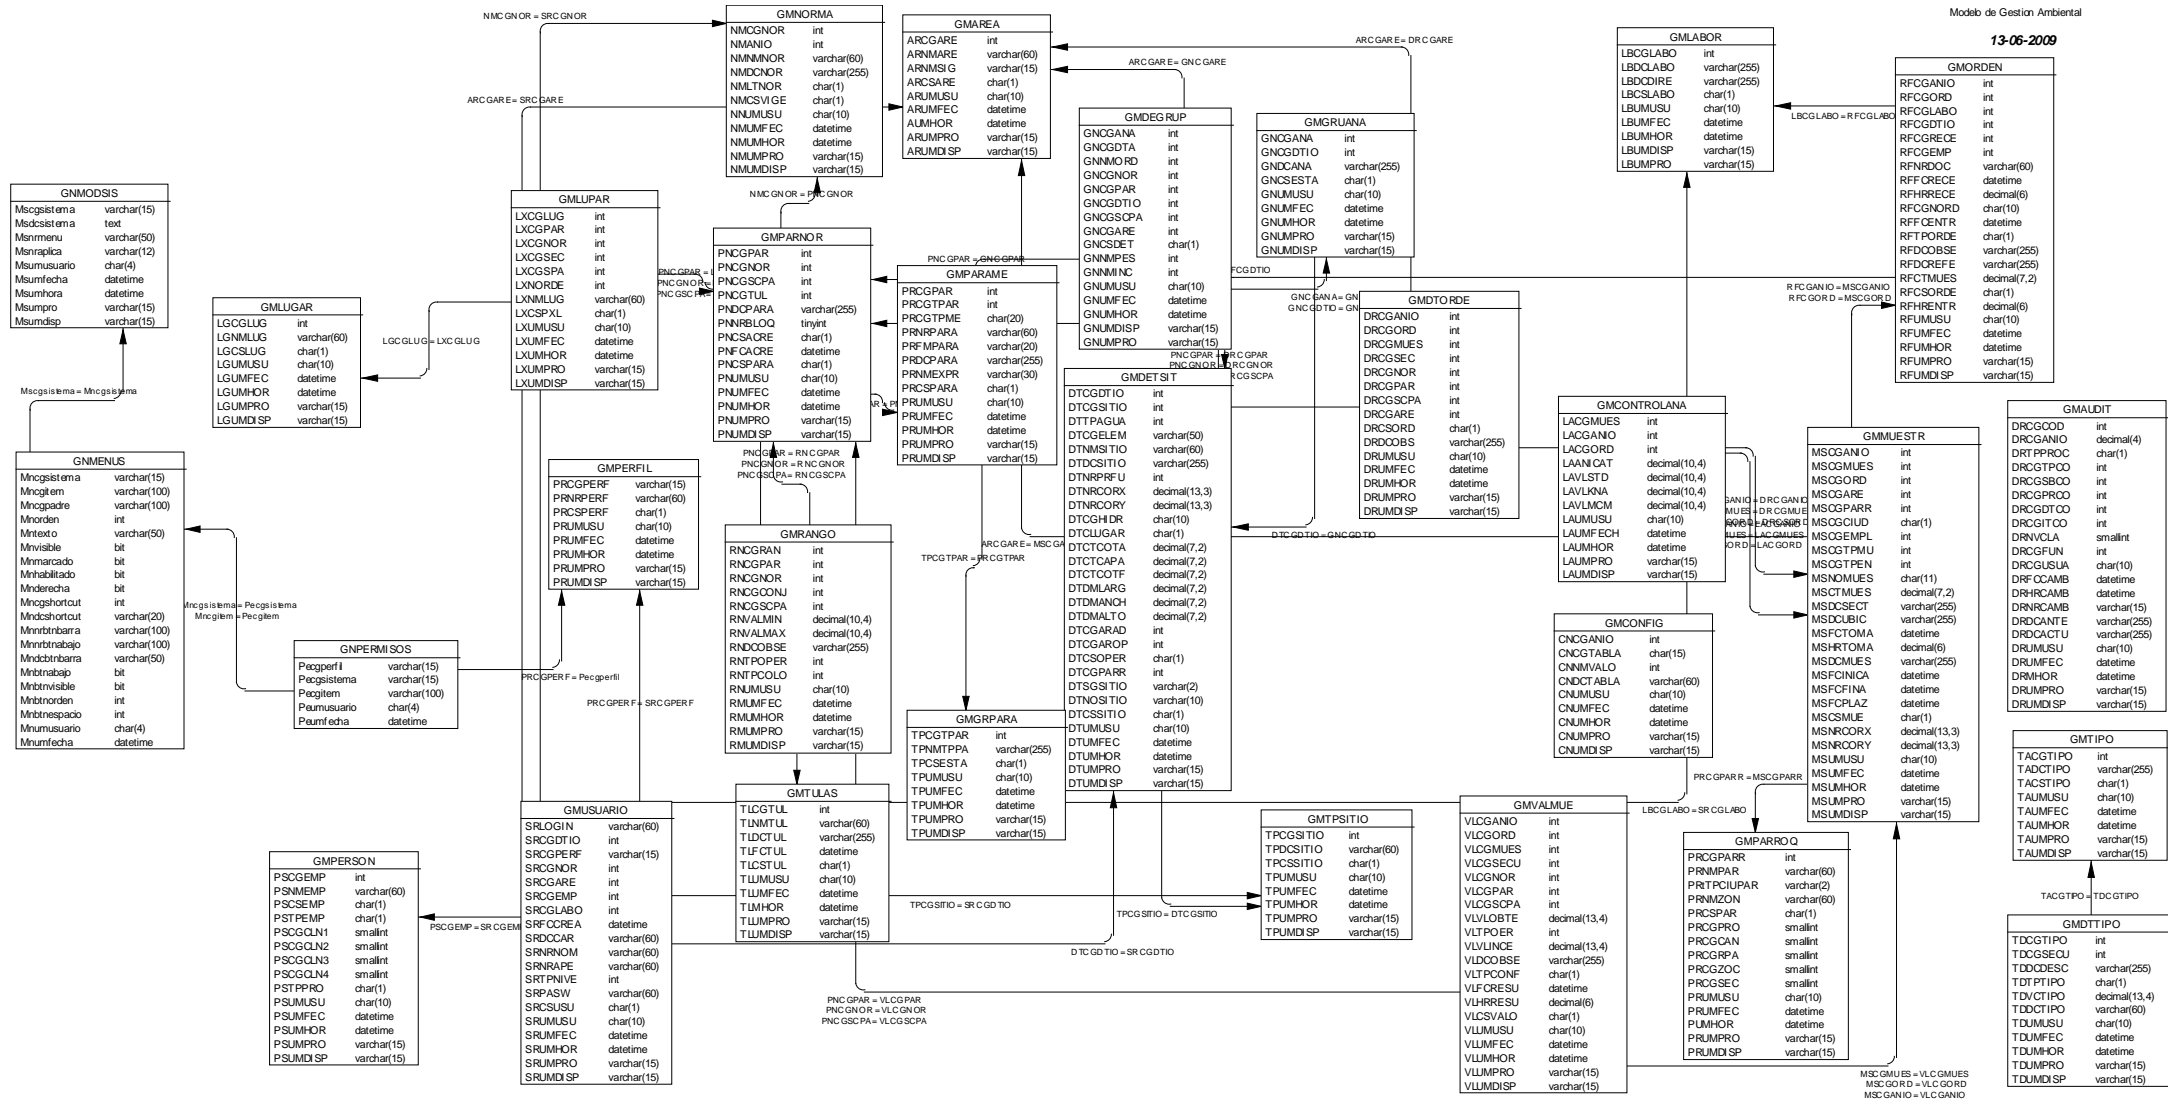 Modelo de Gestion Ambiental
13-06-2009
GNMODSIS
Mscgsistema varchar(15)
Msdcsistema text
Msnrmenu varchar(50)
Msnraplica varchar(12)
Msumusuario char(4)
Msumfecha datetime
Msumhora datetime
Msumpro varchar(15)
Msumdisp varchar(15)
Mscgsistema = Mncgsistema
GNMENUS
Mncgsistema varchar(15)
Mncgitem varchar(100)
Mncgpadre varchar(100)
Mnorden int
Mntexto varchar(50)
Mnvisible bit
Mnmarcado bit
Mnhabilitado bit
Mnderecha bit
Mncgshortcut int
Mndcshortcut varchar(20)
Mnnrbtnbarra varchar(100)
Mnnrbtnabajo varchar(100)
Mndcbtnbarra varchar(50)
Mnbtnabajo bit
Mnbtnvisible bit
Mnbtnorden int
Mnbtnespacio int
Mnumusuario char(4)
Mnumfecha datetime
Mncgsistema = Pecgsistema
Mncgitem = Pecgitem
GMLUGAR
LGCGLUG int
LGNMLUG varchar(60)
LGCSLUG char(1)
LGUMUSU char(10)
LGUMFEC datetime
LGUMHOR datetime
LGUMPRO varchar(15)
LGUMDISP varchar(15)
LGCGLUG = LXCGLUG
GNPERMISOS
Pecgperfil varchar(15)
Pecgsistema varchar(15)
Pecgitem varchar(100)
Peumusuario char(4)
Peumfecha datetime
PRCGPERF = Pecgperfil
GMPERSON
PSCGEMP int
PSNMEMP varchar(60)
PSCSEMP char(1)
PSTPEMP char(1)
PSCGCLN1 smallint
PSCGCLN2 smallint
PSCGCLN3 smallint
PSCGCLN4 smallint
PSTPPRO char(1)
PSUMUSU char(10)
PSUMFEC datetime
PSUMHOR datetime
PSUMPRO varchar(15)
PSUMDISP varchar(15)
NMCGNOR = SRCGNOR
ARCGARE = SRCGARE
GMLUPAR
LXCGLUG int
LXCGPAR int
LXCGNOR int
LXCGSEC int
LXCGSPA int
LXNORDE int
LXNMLUG varchar(60)
LXCSPXL char(1)
LXUMUSU char(10)
LXUMFEC datetime
LXUMHOR datetime
LXUMPRO varchar(15)
LXUMDISP varchar(15)
GMPERFIL
PRCGPERF varchar(15)
PRNRPERF varchar(60)
PRCSPERF char(1)
PRUMUSU char(10)
PRUMFEC datetime
PRUMHOR datetime
PRUMPRO varchar(15)
PRUMDISP varchar(15)
PRCGPERF = SRCGPERF
GMUSUARIO
SRLOGIN varchar(60)
SRCGDTIO int
SRCGPERF varchar(15)
SRCGNOR int
SRCGARE int
SRCGEMP int
SRCGLABO int
SRFCCREA datetime
SRDCCAR varchar(60)
SRNRNOM varchar(60)
SRNRAPE varchar(60)
SRTPNIVE int
SRPASW varchar(60)
SRCSUSU char(1)
SRUMUSU char(10)
SRUMFEC datetime
SRUMHOR datetime
SRUMPRO varchar(15)
SRUMDISP varchar(15)
GMNORMA
NMCGNOR int
NMANIO int
NMNMNOR varchar(60)
NMDCNOR varchar(255)
NMLTNOR char(1)
NMCSVIGE char(1)
NNUMUSU char(10)
NMUMFEC datetime
NMUMHOR datetime
NMUMPRO varchar(15)
NMUMDISP varchar(15)
NMCGNOR = PNCGNOR
GMPARNOR
PNCGPAR int
PNCGNOR int
PNCGSCPA int
PNCGTUL int
PNDCPARA varchar(255)
PNNRBLOQ tinyint
PNCSACRE char(1)
PNFCACRE datetime
PNCSPARA char(1)
PNUMUSU char(10)
PNUMFEC datetime
PNUMHOR datetime
PNUMPRO varchar(15)
PNUMDISP varchar(15)
PNCGPAR = RNCGPAR
PNCGNOR = RNCGNOR
PNCGSCPA = RNCGSCPA
GMRANGO
RNCGRAN int
RNCGPAR int
RNCGNOR int
RNCGCONJ int
RNCGSCPA int
RNVALMIN decimal(10,4)
RNVALMAX decimal(10,4)
RNDCOBSE varchar(255)
RNTPOPER int
RNTPCOLO int
RNUMUSU char(10)
RMUMFEC datetime
RMUMHOR datetime
RMUMPRO varchar(15)
RMUMDISP varchar(15)
GMTULAS
TLCGTUL int
TLNMTUL varchar(60)
TLDCTUL varchar(255)
TLFCTUL datetime
TLCSTUL char(1)
TLUMUSU char(10)
TLUMFEC datetime
TLMHOR datetime
TLUMPRO varchar(15)
TLUMDISP varchar(15)
PNCGPAR = VLCGPAR
PNCGNOR = VLCGNOR
PNCGSCPA = VLCGSCPA
GMAREA
ARCGARE int
ARNMARE varchar(60)
ARNMSIG varchar(15)
ARCSARE char(1)
ARUMUSU char(10)
ARUMFEC datetime
AUMHOR datetime
ARUMPRO varchar(15)
ARUMDISP varchar(15)
ARCGARE = DRCGARE
ARCGARE = GNCGARE
PNCGPAR = GNCGPAR
GMPARAME
PRCGPAR int
PRCGTPAR int
PRCGTPME char(20)
PRNRPARA varchar(60)
PRFMPARA varchar(20)
PRDCPARA varchar(255)
PRNMEXPR varchar(30)
PRCSPARA char(1)
PRUMUSU char(10)
PRUMFEC datetime
PRUMHOR datetime
PRUMPRO varchar(15)
PRUMDISP varchar(15)
TPCGTPAR = PRCGTPAR
GMGRPARA
TPCGTPAR int
TPNMTPPA varchar(255)
TPCSESTA char(1)
TPUMUSU char(10)
TPUMFEC datetime
TPUMHOR datetime
TPUMPRO varchar(15)
TPUMDISP varchar(15)
TPCGSITIO = SRCGDTIO
DTCGDTIO = SRCGDTIO
GMDEGRUP
GNCGANA int
GNCGDTA int
GNNMORD int
GNCGNOR int
GNCGPAR int
GNCGDTIO int
GNCGSCPA int
GNCGARE int
GNCSDET char(1)
GNNMPES int
GNNMINC int
GNUMUSU char(10)
GNUMFEC datetime
GNUMHOR datetime
GNUMDISP varchar(15)
GNUMPRO varchar(15)
GMDETSIT
DTCGDTIO int
DTCGSITIO int
DTTPAGUA int
DTCGELEM varchar(50)
DTNMSITIO varchar(60)
DTDCSITIO varchar(255)
DTNRPRFU int
DTNRCORX decimal(13,3)
DTNRCORY decimal(13,3)
DTCGHIDR char(10)
DTCLUGAR char(1)
DTCTCOTA decimal(7,2)
DTCTCAPA decimal(7,2)
DTCTCOTF decimal(7,2)
DTDMLARG decimal(7,2)
DTDMANCH decimal(7,2)
DTDMALTO decimal(7,2)
DTCGARAD int
DTCGAROP int
DTCSOPER char(1)
DTCGPARR int
DTSGSITIO varchar(2)
DTNOSITIO varchar(10)
DTCSSITIO char(1)
DTUMUSU char(10)
DTUMFEC datetime
DTUMHOR datetime
DTUMPRO varchar(15)
DTUMDISP varchar(15)
TPCGSITIO = DTCGSITIO
GMGRUANA
GNCGANA int
GNCGDTIO int
GNDCANA varchar(255)
GNCSESTA char(1)
GNUMUSU char(10)
GNUMFEC datetime
GNUMHOR datetime
GNUMPRO varchar(15)
GNUMDISP varchar(15)
DTCGDTIO = GNCGDTIO
GMTPSITIO
TPCGSITIO int
TPDCSITIO varchar(60)
TPCSSITIO char(1)
TPUMUSU char(10)
TPUMFEC datetime
TPUMHOR datetime
TPUMPRO varchar(15)
TPUMDISP varchar(15)
GMDTORDE
DRCGANIO int
DRCGORD int
DRCGMUES int
DRCGSEC int
DRCGNOR int
DRCGPAR int
DRCGSCPA int
DRCGARE int
DRCSORD char(1)
DRDCOBS varchar(255)
DRUMUSU char(10)
DRUMFEC datetime
DRUMHOR datetime
DRUMPRO varchar(15)
DRUMDISP varchar(15)
GMVALMUE
VLCGANIO int
VLCGORD int
VLCGMUES int
VLCGSECU int
VLCGNOR int
VLCGPAR int
VLCGSCPA int
VLVLOBTE decimal(13,4)
VLTPOER int
VLVLINCE decimal(13,4)
VLDCOBSE varchar(255)
VLTPCONF char(1)
VLFCRESU datetime
VLHRRESU decimal(6)
VLCSVALO char(1)
VLUMUSU char(10)
VLUMFEC datetime
VLUMHOR datetime
VLUMPRO varchar(15)
VLUMDISP varchar(15)
GMLABOR
LBCGLABO int
LBDCLABO varchar(255)
LBDCDIRE varchar(255)
LBCSLABO char(1)
LBUMUSU char(10)
LBUMFEC datetime
LBUMHOR datetime
LBUMDISP varchar(15)
LBUMPRO varchar(15)
LBCGLABO = RFCGLABO
GMCONTROLANA
LACGMUES int
LACGANIO int
LACGORD int
LAANICAT decimal(10,4)
LAVLSTD decimal(10,4)
LAVLKNA decimal(10,4)
LAVLMCM decimal(10,4)
LAUMUSU char(10)
LAUMFECH datetime
LAUMHOR datetime
LAUMPRO varchar(15)
LAUMDISP varchar(15)
GMCONFIG
CNCGANIO int
CNCGTABLA char(15)
CNNMVALO int
CNDCTABLA varchar(60)
CNUMUSU char(10)
CNUMFEC datetime
CNUMHOR datetime
CNUMPRO varchar(15)
CNUMDISP varchar(15)
PRCGPARR = MSCGPARR
LBCGLABO = SRCGLABO
GMPARROQ
PRCGPARR int
PRNMPAR varchar(60)
PRtTPCIUPAR varchar(2)
PRNMZON varchar(60)
PRCSPAR char(1)
PRCGPRO smallint
PRCGCAN smallint
PRCGRPA smallint
PRCGZOC smallint
PRCGSEC smallint
PRUMUSU char(10)
PRUMFEC datetime
PUMHOR datetime
PRUMPRO varchar(15)
PRUMDISP varchar(15)
GMORDEN
RFCGANIO int
RFCGORD int
RFCGLABO int
RFCGDTIO int
RFCGRECE int
RFCGEMP int
RFNRDOC varchar(60)
RFFCRECE datetime
RFHRRECE decimal(6)
RFCGNORD char(10)
RFFCENTR datetime
RFTPORDE char(1)
RFDCOBSE varchar(255)
RFDCREFE varchar(255)
RFCTMUES decimal(7,2)
RFCSORDE char(1)
RFHRENTR decimal(6)
RFUMUSU char(10)
RFUMFEC datetime
RFUMHOR datetime
RFUMPRO varchar(15)
RFUMDISP varchar(15)
RFCGANIO = MSCGANIO
RFCGORD = MSCGORD
GMMUESTR
MSCGANIO int
MSCGMUES int
MSCGORD int
MSCGARE int
MSCGPARR int
MSCGCIUD char(1)
MSCGEMPL int
MSCGTPMU int
MSCGTPEN int
MSNOMUES char(11)
MSCTMUES decimal(7,2)
MSDCSECT varchar(255)
MSDCUBIC varchar(255)
MSFCTOMA datetime
MSHRTOMA decimal(6)
MSDCMUES varchar(255)
MSFCINICA datetime
MSFCFINA datetime
MSFCPLAZ datetime
MSCSMUE char(1)
MSNRCORX decimal(13,3)
MSNRCORY decimal(13,3)
MSUMUSU char(10)
MSUMFEC datetime
MSUMHOR datetime
MSUMPRO varchar(15)
MSUMDISP varchar(15)
MSCGMUES = VLCGMUES
MSCGORD = VLCGORD
MSCGANIO = VLCGANIO
GMAUDIT
DRCGCOD int
DRCGANIO decimal(4)
DRTPPROC char(1)
DRCGTPCO int
DRCGSBCO int
DRCGPRCO int
DRCGDTCO int
DRCGITCO int
DRNVCLA smallint
DRCGFUN int
DRCGUSUA char(10)
DRFCCAMB datetime
DRHRCAMB datetime
DRNRCAMB varchar(15)
DRDCANTE varchar(255)
DRDCACTU varchar(255)
DRUMUSU char(10)
DRUMFEC datetime
DRMHOR datetime
DRUMPRO varchar(15)
DRUMDISP varchar(15)
GMTIPO
TACGTIPO int
TADCTIPO varchar(255)
TACSTIPO char(1)
TAUMUSU char(10)
TAUMFEC datetime
TAUMHOR datetime
TAUMPRO varchar(15)
TAUMDISP varchar(15)
TACGTIPO = TDCGTIPO
GMDTTIPO
TDCGTIPO int
TDCGSECU int
TDDCDESC varchar(255)
TDTPTIPO char(1)
TDVCTIPO decimal(13,4)
TDDCTIPO varchar(60)
TDUMUSU char(10)
TDUMFEC datetime
TDUMHOR datetime
TDUMPRO varchar(15)
TDUMDISP varchar(15)